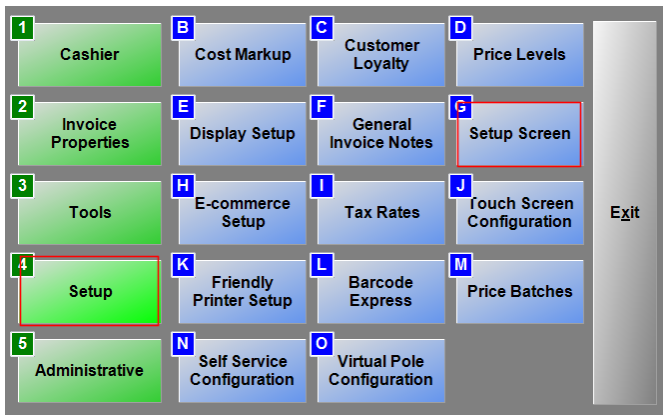 1
Cashier
B
Cost Markup
C
Customer
Loyalty
D
Price Levels
2
Invoice
Properties
E
Display Setup
F
General
Invoice Notes
G
Setup Screen
3
Tools
H
E-commerce
Setup
I
Tax Rates
J
Touch Screen
Configuration
4
Setup
K
Friendly
Printer Setup
L
Barcode
Express
M
Price Batches
5
Administrative
N
Self Service
Configuration
O
Virtual Pole
Configuration
Exit